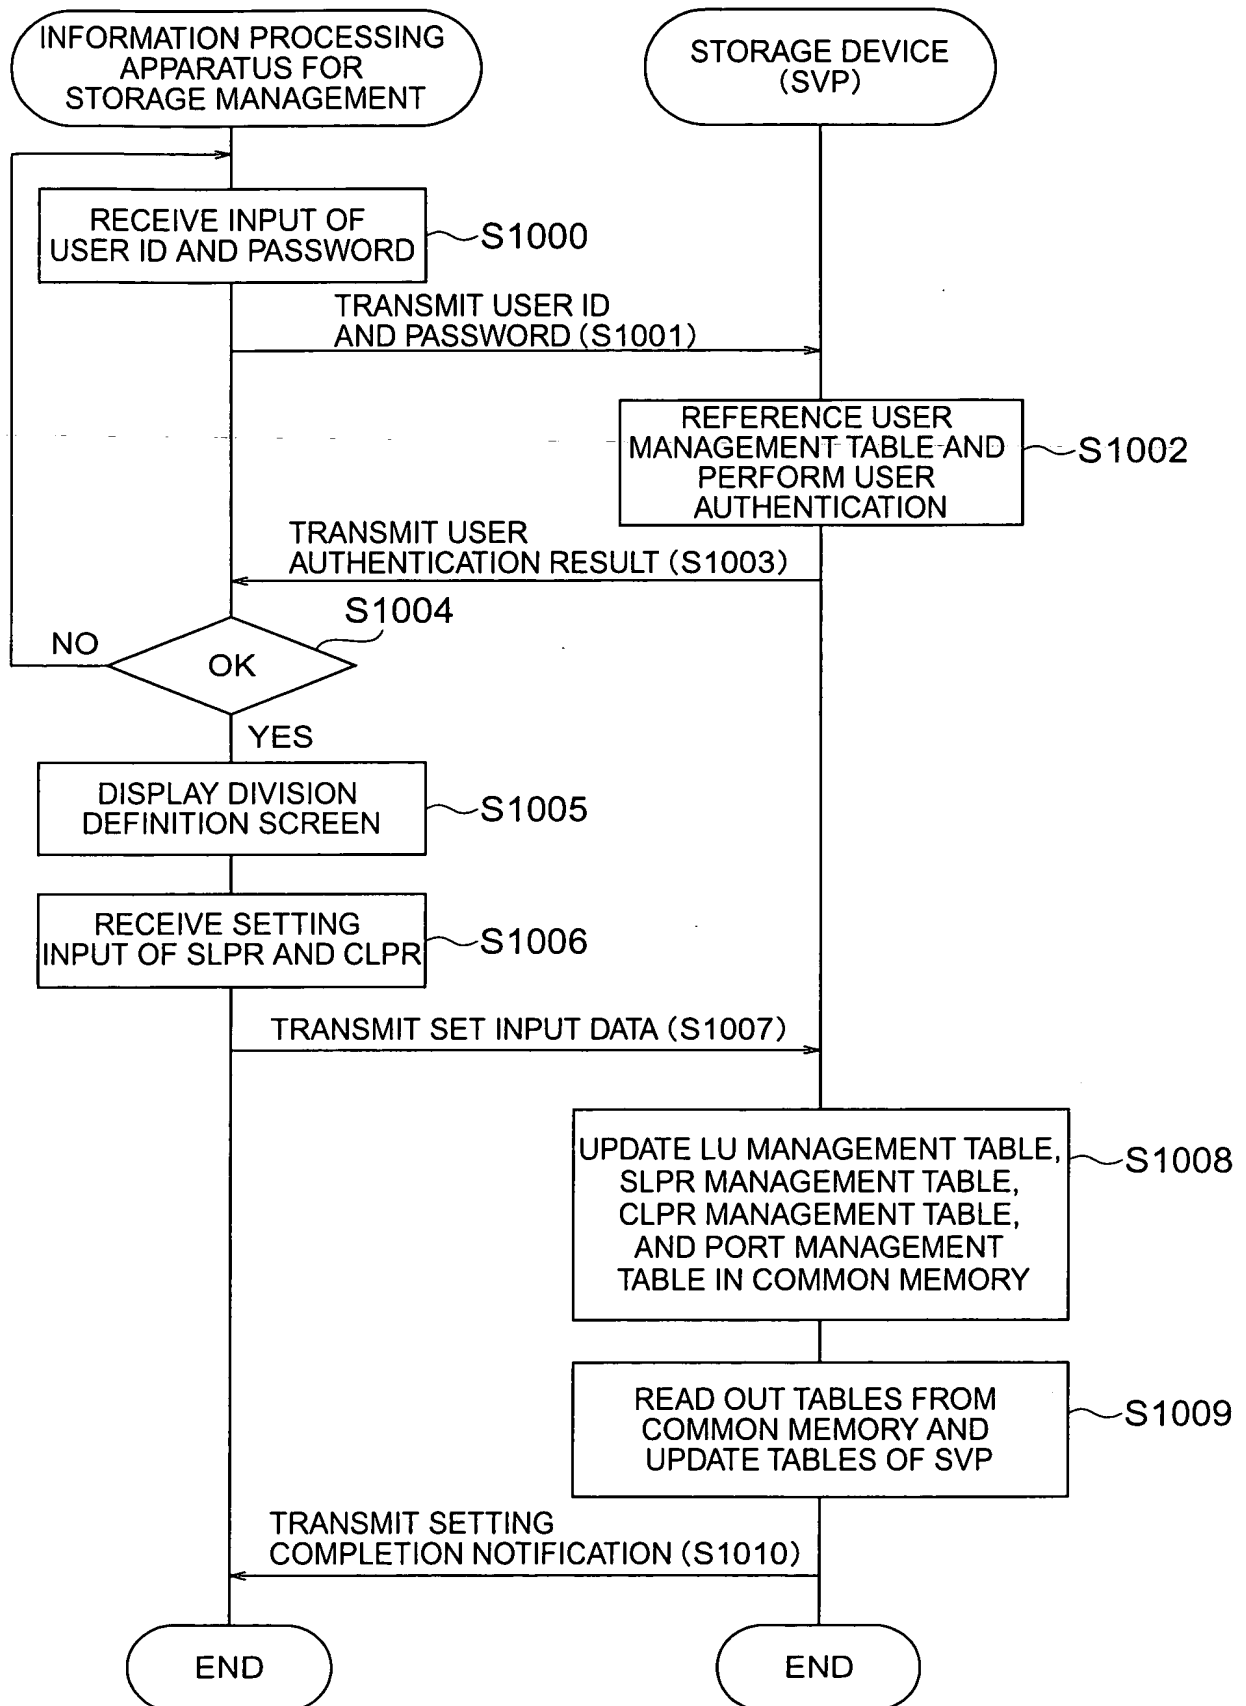 INFORMATION PROCESSING
APPARATUS FOR
STORAGE MANAGEMENT
STORAGE DEVICE
(SVP)
RECEIVE INPUT OF
USER ID AND PASSWORD
S1000
TRANSMIT USER ID
AND PASSWORD (S1001)
REFERENCE USER
MANAGEMENT TABLE AND
PERFORM USER
AUTHENTICATION
S1002
TRANSMIT USER
AUTHENTICATION RESULT (S1003)
S1004
NO
OK
YES
DISPLAY DIVISION
DEFINITION SCREEN
S1005
RECEIVE SETTING
INPUT OF SLPR AND CLPR
S1006
TRANSMIT SET INPUT DATA (S1007)
UPDATE LU MANAGEMENT TABLE,
SLPR MANAGEMENT TABLE,
CLPR MANAGEMENT TABLE,
AND PORT MANAGEMENT
TABLE IN COMMON MEMORY
S1008
READ OUT TABLES FROM
COMMON MEMORY AND
UPDATE TABLES OF SVP
S1009
TRANSMIT SETTING
COMPLETION NOTIFICATION (S1010)
END
END